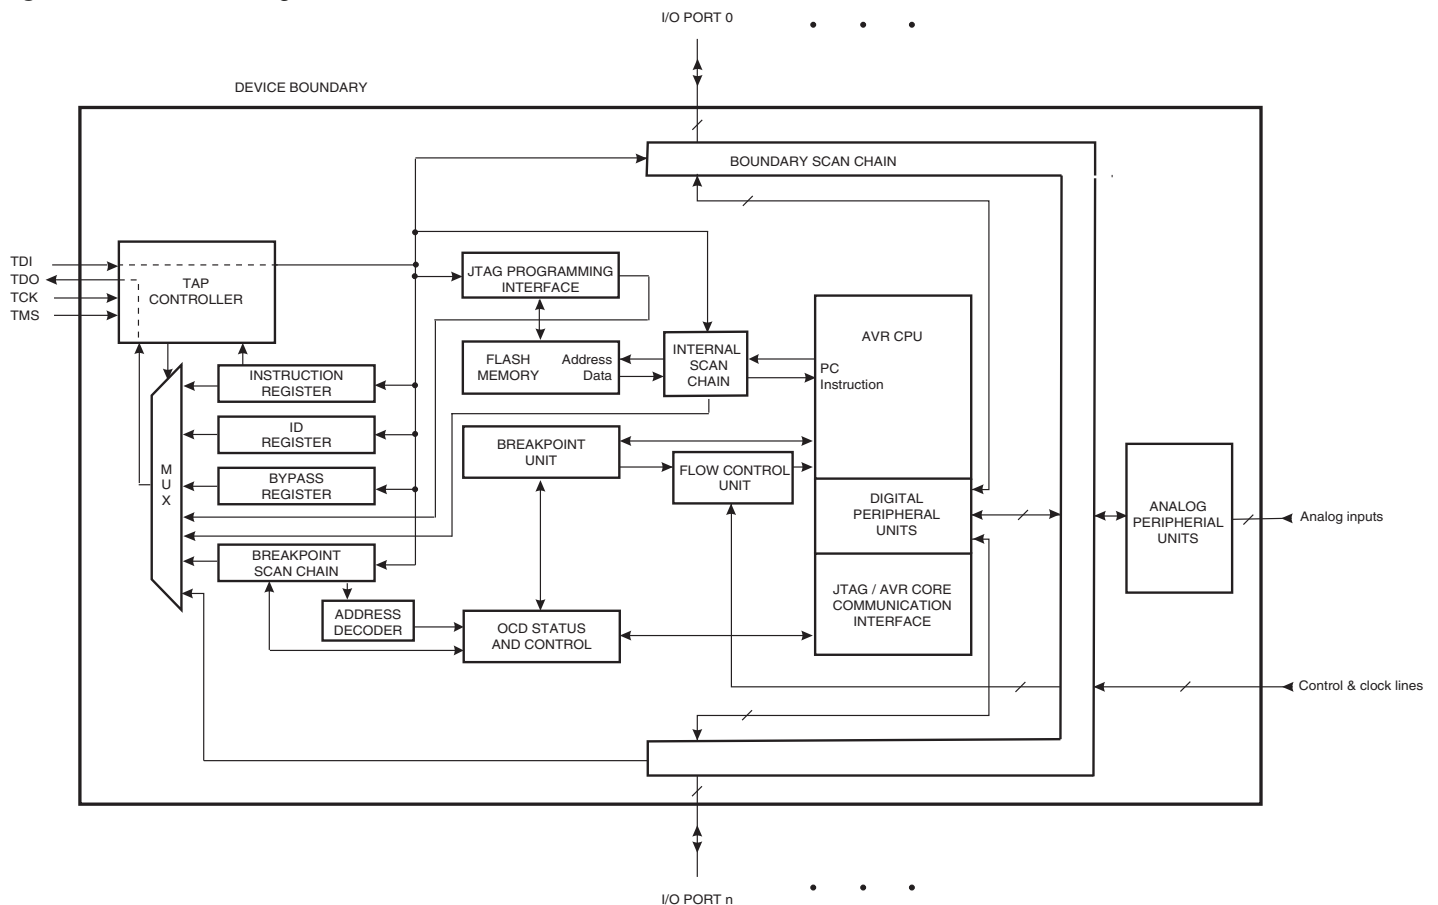 I/O PORT 0
DEVICE BOUNDARY
BOUNDARY SCAN CHAIN
TDI
TDO
TCK
TMS
TAP
CONTROLLER
JTAG PROGRAMMING
INTERFACE
AVR CPU
FLASH
MEMORY
Address
Data
INTERNAL
SCAN
CHAIN
PC
Instruction
INSTRUCTION
REGISTER
ID
REGISTER
M
U
X
BYPASS
REGISTER
BREAKPOINT
UNIT
FLOW CONTROL
UNIT
DIGITAL
PERIPHERAL
UNITS
ANALOG
PERIPHERIAL
UNITS
Analog inputs
BREAKPOINT
SCAN CHAIN
ADDRESS
DECODER
OCD STATUS
AND CONTROL
JTAG / AVR CORE
COMMUNICATION
INTERFACE
Control & clock lines
I/O PORT n